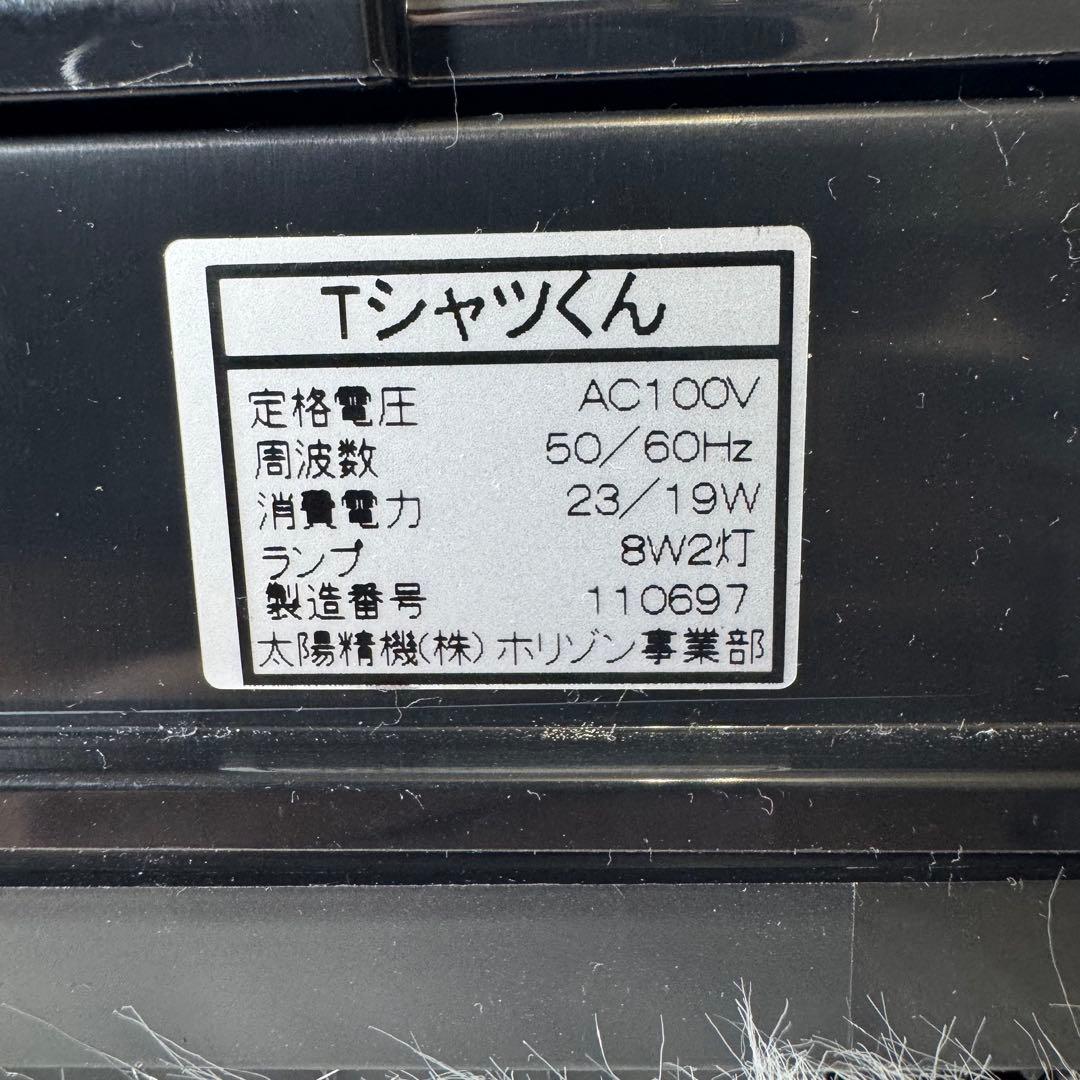 Tシャツくん
定格電圧 AC100V
周波数 50/60Hz
消費電力 23/19W
ランプ 8W2灯
製造番号 110697
太陽精機(株) ホリゾン事業部